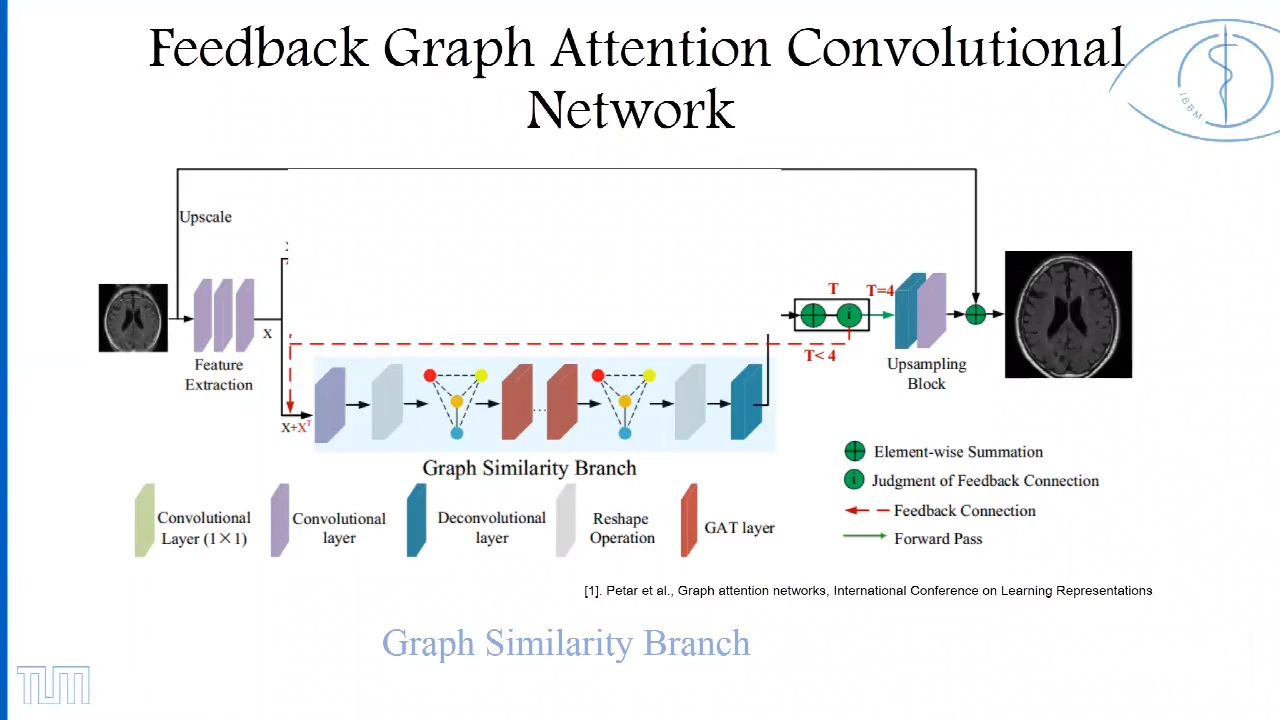 Feedback Graph Attention Convolutional
Network
IBBM
Upscale
T
T=4
X
T< 4
Feature
Extraction
Upsampling
Block
X+X^T
Graph Similarity Branch
Element-wise Summation
i Judgment of Feedback Connection
Feedback Connection
Forward Pass
Convolutional
Layer (1×1)
Convolutional
layer
Deconvolutional
layer
Reshape
Operation
GAT layer
[1]. Petar et al., Graph attention networks, International Conference on Learning Representations
Graph Similarity Branch
TUM